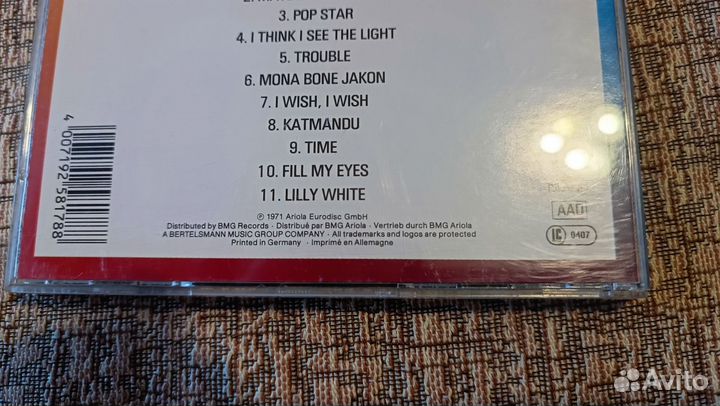 3. POP STAR
4. I THINK I SEE THE LIGHT
5. TROUBLE
6. MONA BONE JAKON
7. I WISH, I WISH
8. KATMANDU
9. TIME
10. FILL MY EYES
11. LILLY WHITE
4 007192 581788
℗ 1971 Ariola Eurodisc GmbH
Distributed by BMG Records · Distribué par BMG Ariola · Vertrieb durch BMG Ariola
A BERTELSMANN MUSIC GROUP COMPANY · All trademarks and logos are protected
Printed in Germany · Imprimé en Allemagne
AAD
IC 0407
Avito